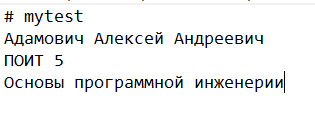 # mytest
Адамович Алексей Андреевич
ПОИТ 5
Основы программной инженерии